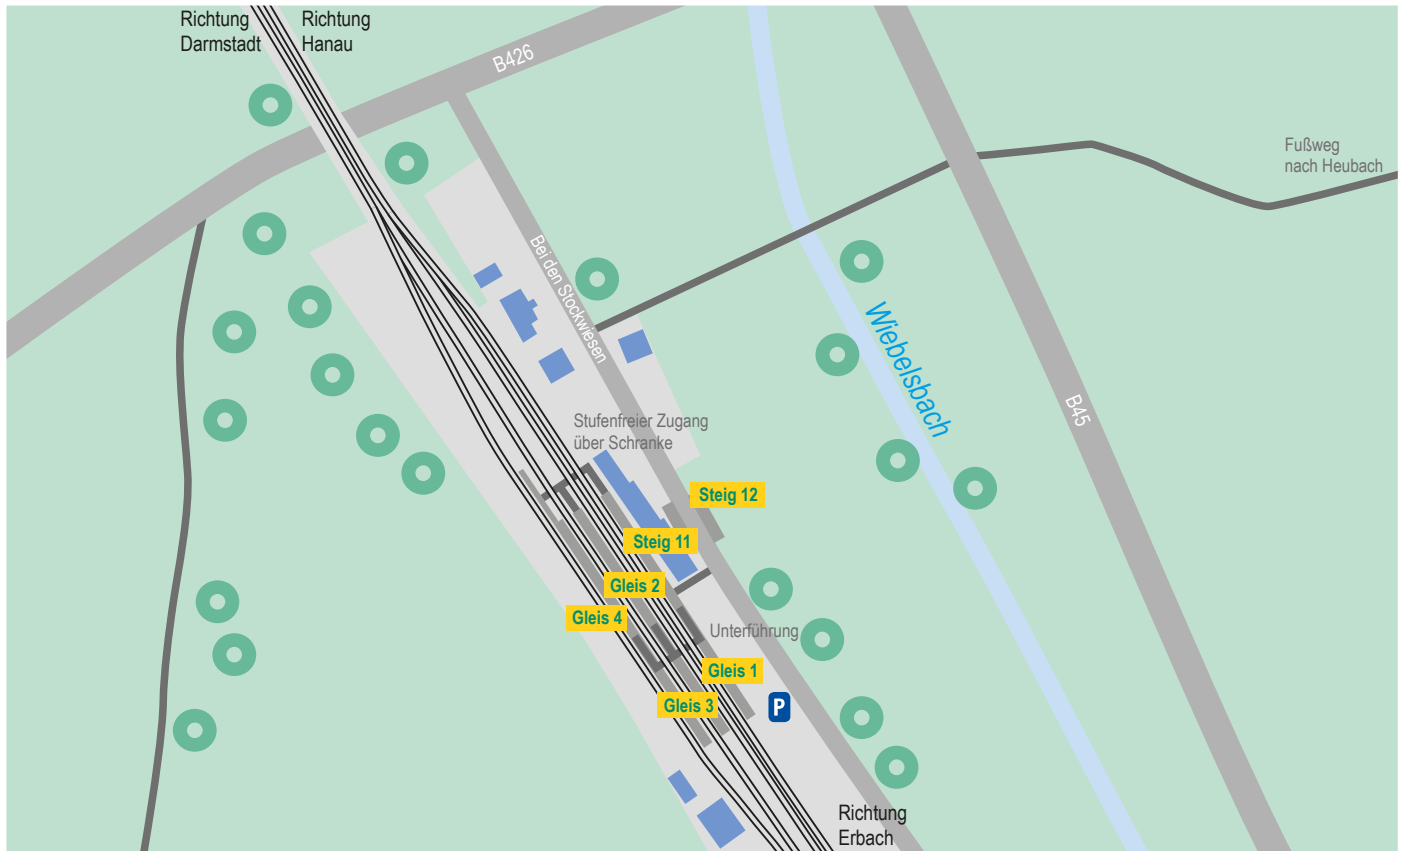 Richtung
Darmstadt
Richtung
Hanau
B426
Fußweg
nach Heubach
Bei den Stockwiesen
Wiebelsbach
B45
Stufenfreier Zugang
über Schranke
Steig 12
Steig 11
Gleis 2
Gleis 4
Unterführung
Gleis 1
Gleis 3
P
Richtung
Erbach